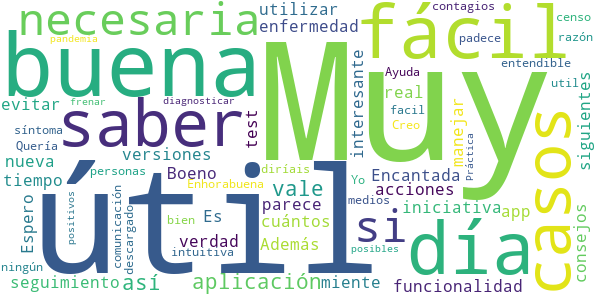 necesaria
utilizar
enfermedad
pandemia
contagios
padece
censo
razón
fácil
entendible
buena
Muy
saber
evitar
frenar
diagnosticar
test
interesante
Ayuda
real
facil
Creo
util
manejar
Práctica
siguientes
casos
síntoma
Quería
versiones
nueva
tiempo
personas
Boeno
Enhorabuena
útil
diríais
vale
Yo
Encantada
acciones
parece
cuántos
Además
si
medios
iniciativa
app
día
consejos
Espero
positivos
comunicación
descargado
bien
Es
verdad
intuitiva
ningún
seguimiento
así
aplicación
miente
posibles
funcionalidad